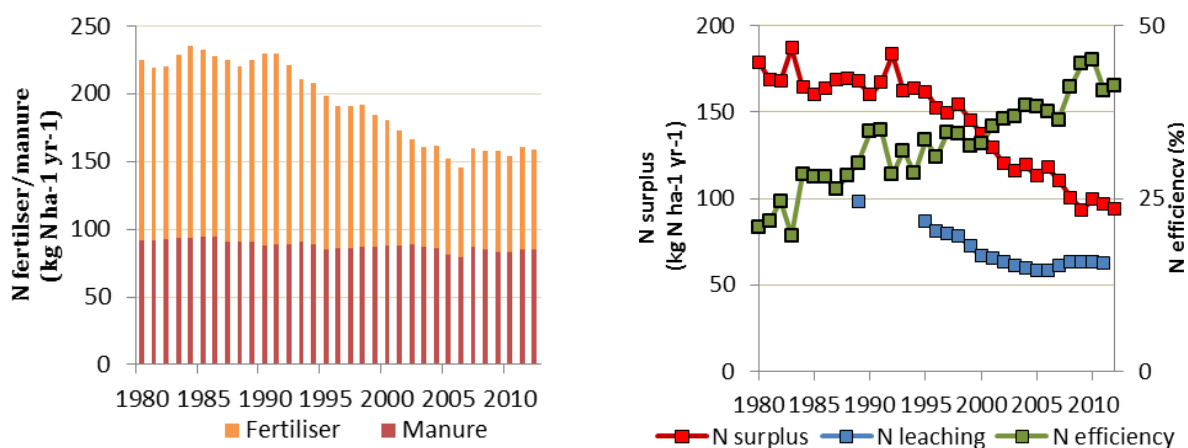 N fertiliser/manure
(kg N ha-1 yr-1)
250
200
150
100
50
0
1980 1985 1990 1995 2000 2005 2010
Fertiliser Manure
N surplus
(kg N ha-1 yr-1)
200
150
100
50
0
50
25
0
N efficiency (%)
1980 1985 1990 1995 2000 2005 2010
N surplus N leaching N efficiency